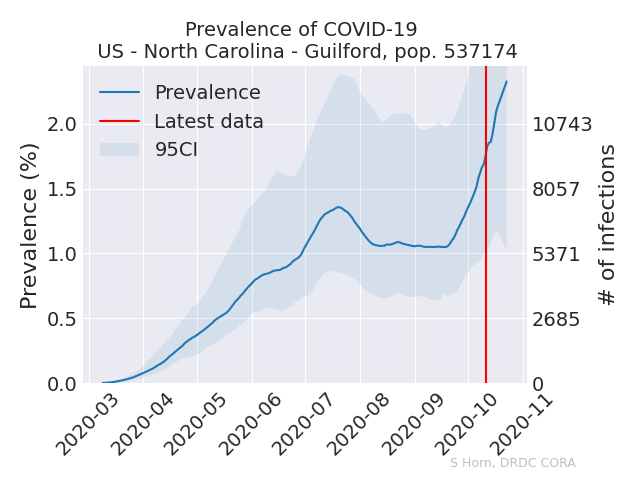 Prevalence of COVID-19
US - North Carolina - Guilford, pop. 537174
Prevalence
Latest data
95CI
Prevalence (%)
2.0
1.5
1.0
0.5
0.0
10743
8057
5371
2685
0
# of infections
2020-03
2020-04
2020-05
2020-06
2020-07
2020-08
2020-09
2020-10
2020-11
S Horn, DRDC CORA